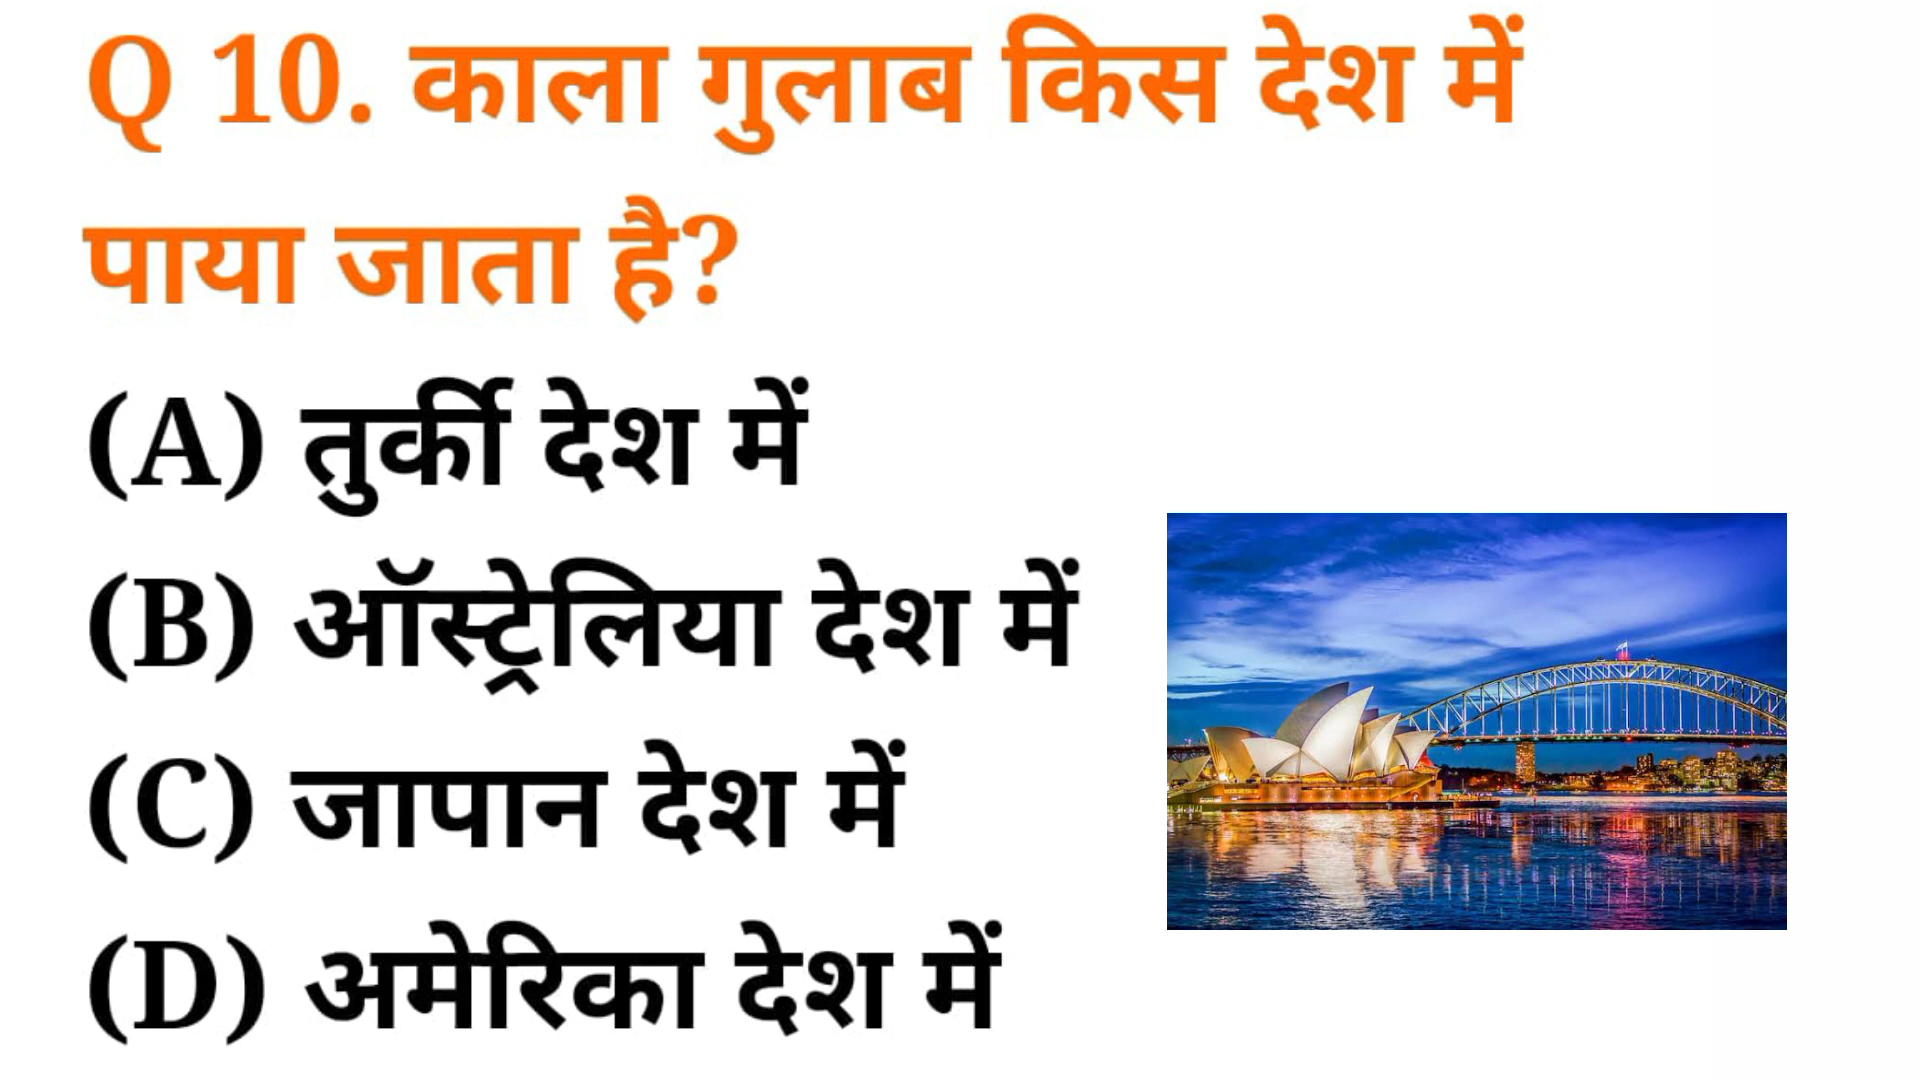 Q 10. काला गुलाब किस देश में
पाया जाता है?
(A) तुर्की देश में
(B) ऑस्ट्रेलिया देश में
(C) जापान देश में
(D) अमेरिका देश में